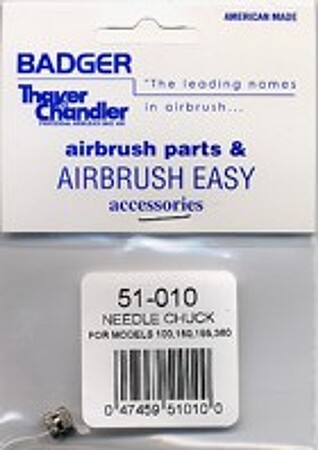 AMERICAN MADE
BADGER
Thayer & Chandler
"The leading names
in airbrush...
airbrush parts &
AIRBRUSH EASY
accessories
51-010
NEEDLE CHUCK
FOR MODELS 100,150,155,360
0 47459 51010 0